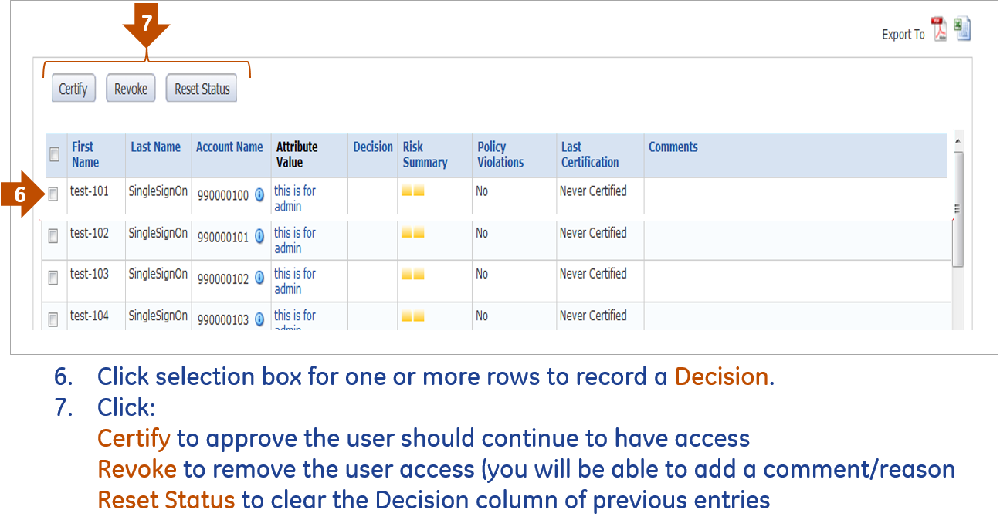 7
Export To
Certify Revoke Reset Status
First Name Last Name Account Name Attribute Value Decision Risk Summary Policy Violations Last Certification Comments
6
test-101 SingleSignOn 990000100 this is for admin No Never Certified
test-102 SingleSignOn 990000101 this is for admin No Never Certified
test-103 SingleSignOn 990000102 this is for admin No Never Certified
test-104 SingleSignOn 990000103 this is for admin No Never Certified
6. Click selection box for one or more rows to record a Decision.
7. Click:
Certify to approve the user should continue to have access
Revoke to remove the user access (you will be able to add a comment/reason
Reset Status to clear the Decision column of previous entries